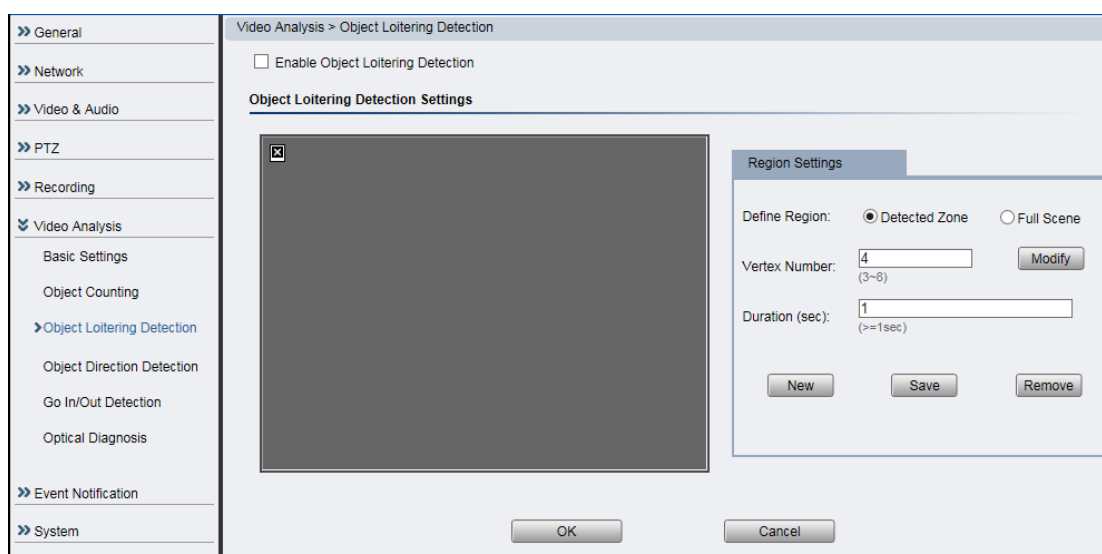 General
Network
Video & Audio
PTZ
Recording
Video Analysis
Basic Settings
Object Counting
Object Loitering Detection
Object Direction Detection
Go In/Out Detection
Optical Diagnosis
Event Notification
System
Video Analysis > Object Loitering Detection
Enable Object Loitering Detection
Object Loitering Detection Settings
Region Settings
Define Region: Detected Zone Full Scene
Vertex Number: 4 Modify
(3~8)
Duration (sec): 1
(>=1sec)
New Save Remove
OK Cancel